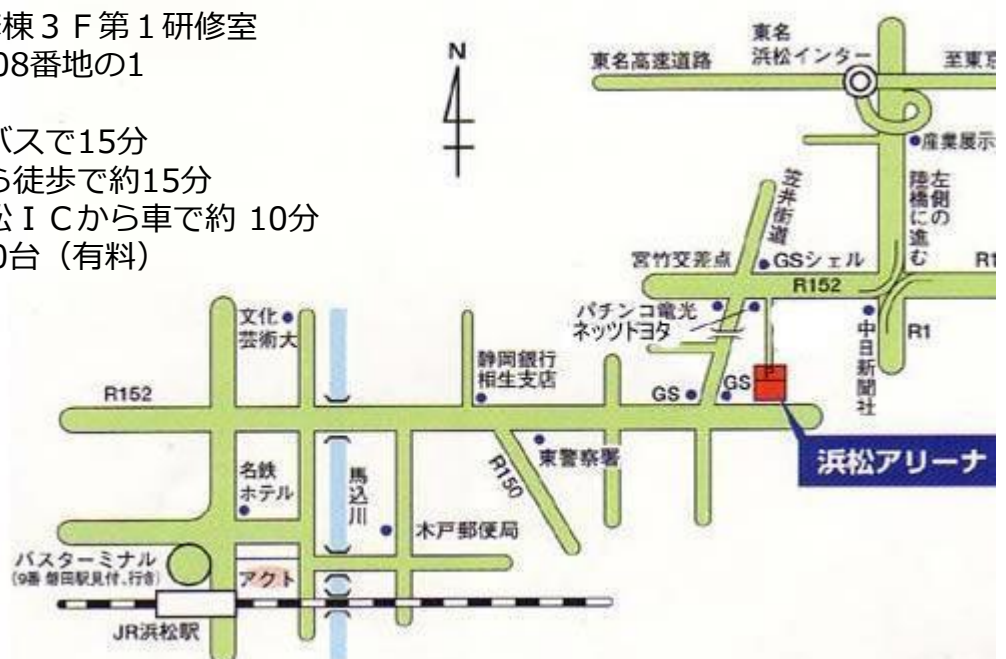 棟３Ｆ第１研修室
08番地の1
バスで15分
ら徒歩で約15分
松ＩＣから車で約 10分
0台（有料）
N
東名
浜松インター
東名高速道路
至東京
産業展示
左側の
陸橋に進む
笠井街道
宮竹交差点
GSシェル
R152
R1
パチンコ竜光
ネッツトヨタ
中日新聞社
R1
文化
芸術大
静岡銀行
相生支店
GS
GS
R152
浜松アリーナ
名鉄
ホテル
馬込川
R150
東警察署
木戸郵便局
バスターミナル
(9番 磐田駅見付、行き)
アクト
JR浜松駅